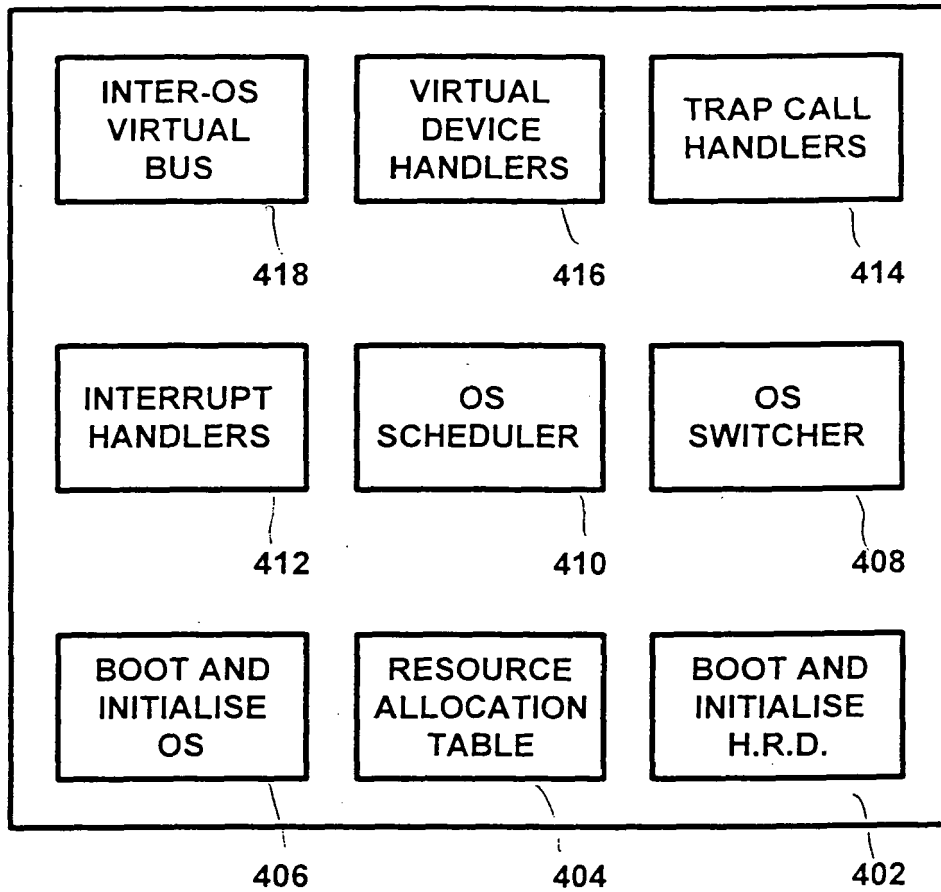 INTER-OS
VIRTUAL
BUS
VIRTUAL
DEVICE
HANDLERS
TRAP CALL
HANDLERS
418
416
414
INTERRUPT
HANDLERS
OS
SCHEDULER
OS
SWITCHER
412
410
408
BOOT AND
INITIALISE
OS
RESOURCE
ALLOCATION
TABLE
BOOT AND
INITIALISE
H.R.D.
406
404
402